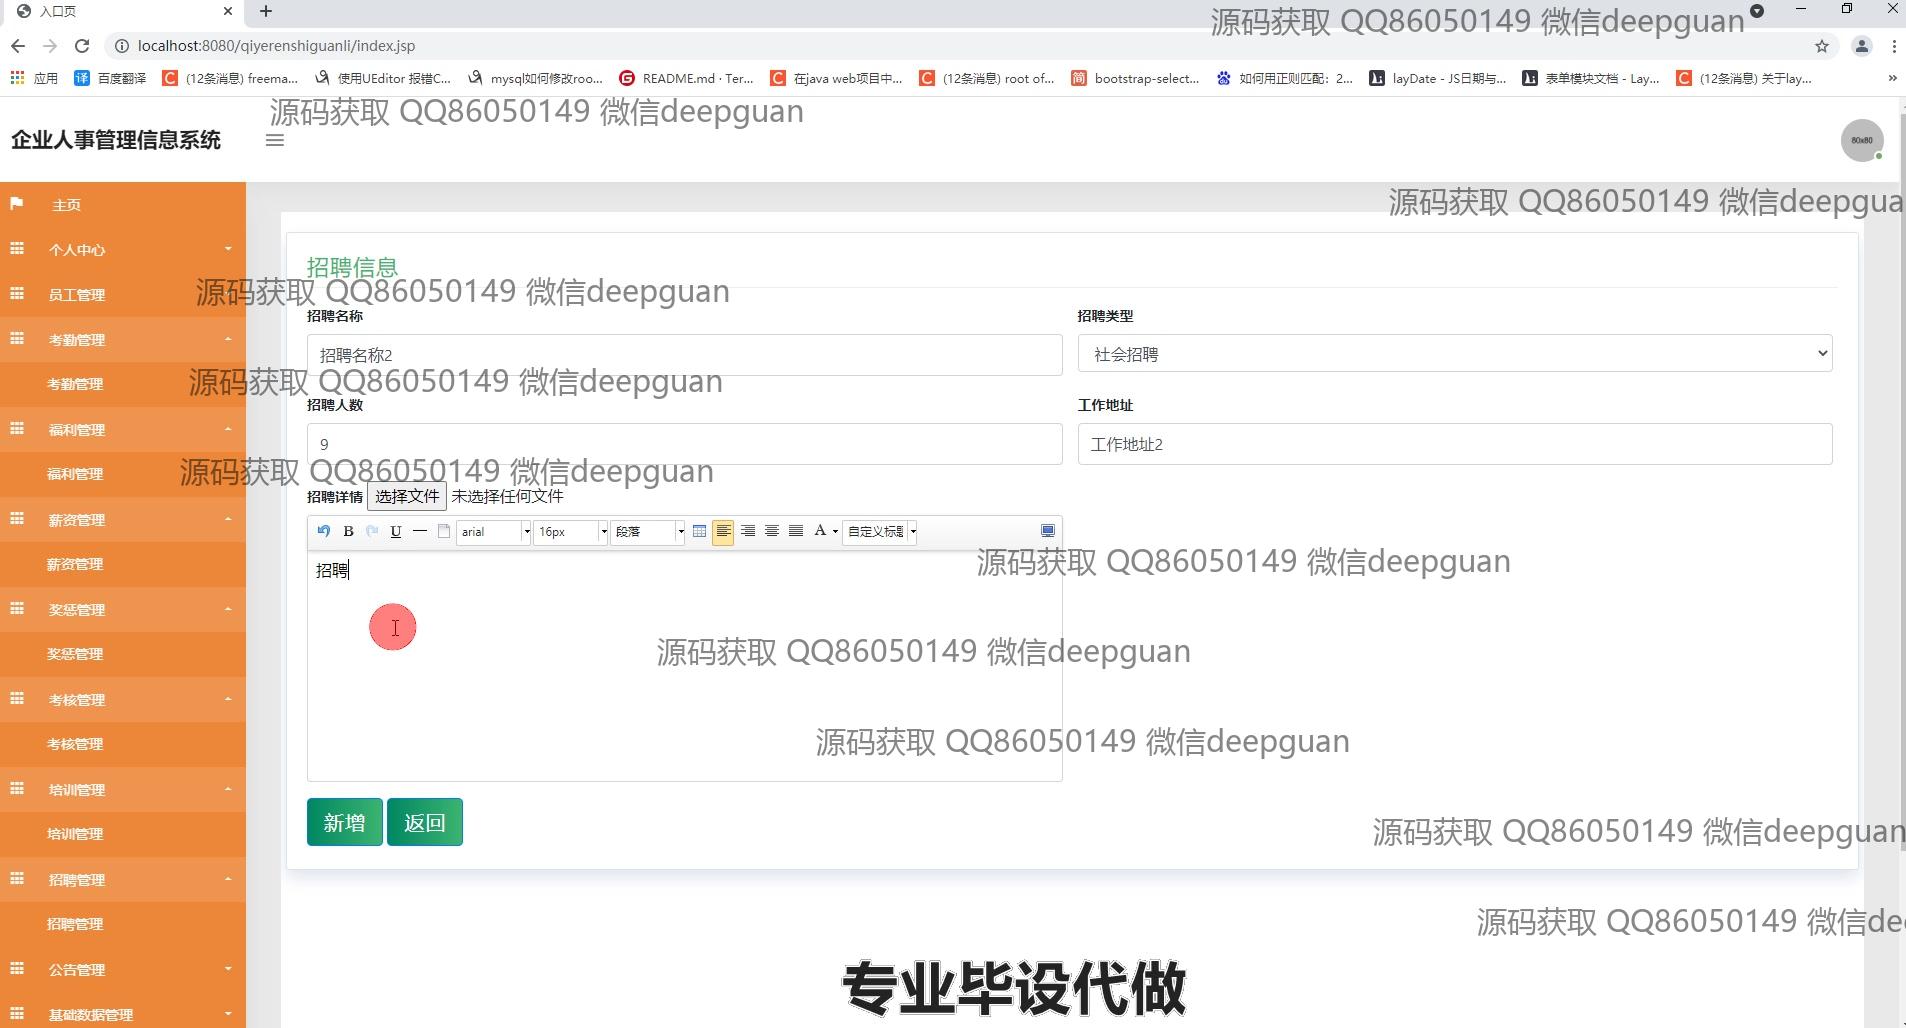 入口页
源码获取 QQ86050149 微信deepguan
localhost:8080/qiyerenshiguanli/index.jsp
应用 百度翻译 (12条消息) freema... 使用UEditor 报错C... mysql如何修改roo... README.md · Ter... 在java web项目中... (12条消息) root of... bootstrap-select... 如何用正则匹配：2... layDate - JS日期与... 表单模块文档 - Lay... (12条消息) 关于lay...
源码获取 QQ86050149 微信deepguan
企业人事管理信息系统
80x80
源码获取 QQ86050149 微信deepgua
主页
个人中心
招聘信息
员工管理
源码获取 QQ86050149 微信deepguan
招聘名称 招聘类型
考勤管理
招聘名称2 社会招聘
考勤管理
源码获取 QQ86050149 微信deepguan
招聘人数 工作地址
福利管理
9 工作地址2
福利管理
源码获取 QQ86050149 微信deepguan
招聘详情 选择文件 未选择任何文件
薪资管理
B U arial 16px 段落 A 自定义标题
薪资管理
招聘
源码获取 QQ86050149 微信deepguan
奖惩管理
奖惩管理
源码获取 QQ86050149 微信deepguan
考核管理
考核管理
源码获取 QQ86050149 微信deepguan
培训管理
新增 返回
培训管理
源码获取 QQ86050149 微信deepguan
招聘管理
招聘管理
源码获取 QQ86050149 微信de
公告管理
专业毕设代做
基础数据管理